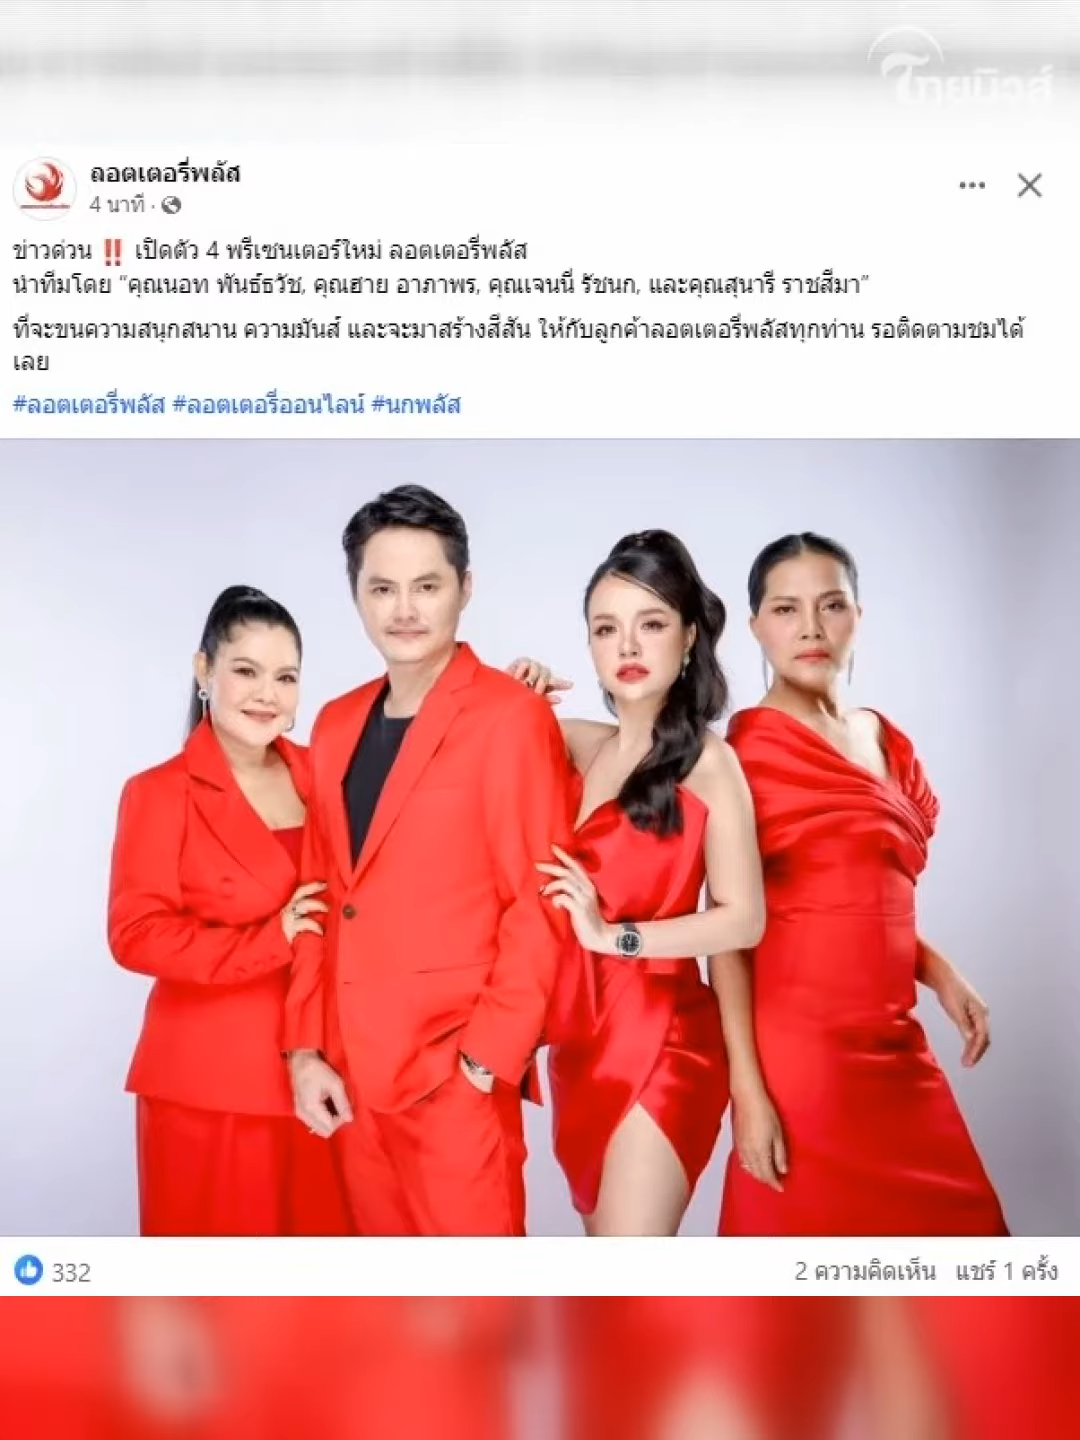 ไทยนิวส์
ลอตเตอรี่พลัส
4 นาที ·
ข่าวด่วน ‼️ เปิดตัว 4 พรีเซนเตอร์ใหม่ ลอตเตอรี่พลัส
นำทีมโดย “คุณนอท พันธ์ธวัช, คุณฮาย อาภาพร, คุณเจนนี่ รัชนก, และคุณสุนารี ราชสีมา”
ที่จะขนความสนุกสนาน ความมันส์ และจะมาสร้างสีสัน ให้กับลูกค้าลอตเตอรี่พลัสทุกท่าน รอติดตามชมได้
เลย
#ลอตเตอรี่พลัส #ลอตเตอรี่ออนไลน์ #นกพลัส
332
2 ความคิดเห็น แชร์ 1 ครั้ง